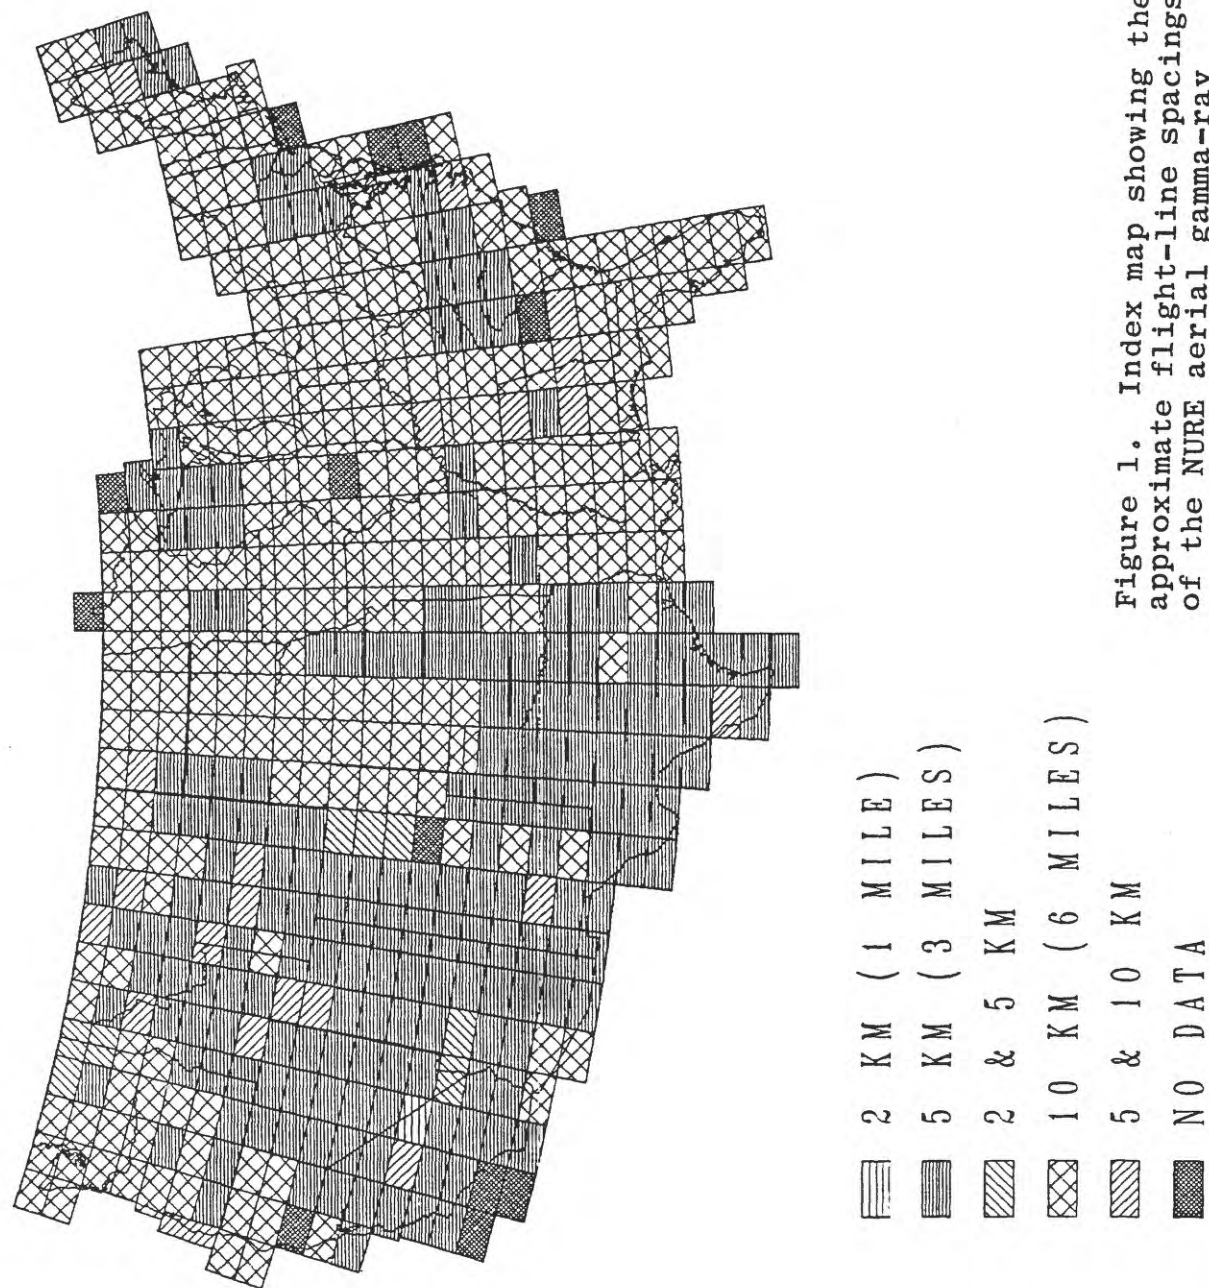 2 KM (1 MILE)
5 KM (3 MILES)
2 & 5 KM
10 KM (6 MILES)
5 & 10 KM
NO DATA
Figure 1. Index map showing the
approximate flight-line spacings
of the NURE aerial gamma-ray